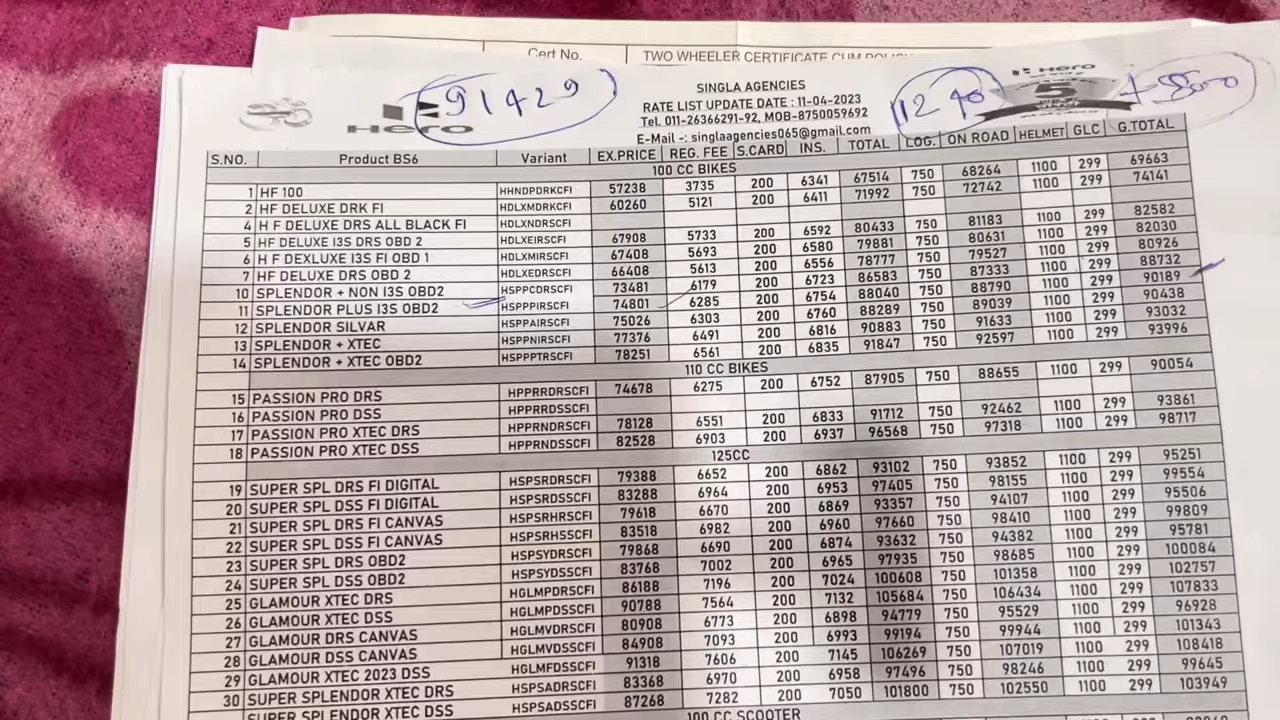 Cert No. TWO WHEELER CERTIFICATE CUM
91429
Hero
SINGLA AGENCIES
RATE LIST UPDATE DATE : 11-04-2023
Tel. 011-26366291-92, MOB-8750059692
E-Mail -: singlaagencies065@gmail.com
Hero
5
S.NO. Product BS6 Variant EX.PRICE REG. FEE S.CARD INS. TOTAL LOG. ON ROAD HELMET GLC G.TOTAL
100 CC BIKES
1 HF 100 HHNDPDRKCFI 57238 3735 200 6341 67514 750 68264 1100 299 69663
2 HF DELUXE DRK FI HDLXMDRKCFI 60260 5121 200 6411 71992 750 72742 1100 299 74141
4 H F DELUXE DRS ALL BLACK FI HDLXNDRSCFI
5 HF DELUXE I3S DRS OBD 2 HDLXEIRSCFI 67908 5733 200 6592 80433 750 81183 1100 299 82582
6 H F DEXLUXE I3S FI OBD 1 HDLXMIRSCFI 67408 5693 200 6580 79881 750 80631 1100 299 82030
7 HF DELUXE DRS OBD 2 HDLXEDRSCFI 66408 5613 200 6556 78777 750 79527 1100 299 80926
10 SPLENDOR + NON I3S OBD2 HSPPCDRSCFI 73481 6179 200 6723 86583 750 87333 1100 299 88732
11 SPLENDOR PLUS I3S OBD2 HSPPPIRSCFI 74801 6285 200 6754 88040 750 88790 1100 299 90189
12 SPLENDOR SILVAR HSPPAIRSCFI 75026 6303 200 6760 88289 750 89039 1100 299 90438
13 SPLENDOR + XTEC HSPPNIRSCFI 77376 6491 200 6816 90883 750 91633 1100 299 93032
14 SPLENDOR + XTEC OBD2 HSPPPTRSCFI 78251 6561 200 6835 91847 750 92597 1100 299 93996
110 CC BIKES
15 PASSION PRO DRS HPPRRDRSCFI 74678 6275 200 6752 87905 750 88655 1100 299 90054
16 PASSION PRO DSS HPPRRDSSCFI
17 PASSION PRO XTEC DRS HPPRNDRSCFI 78128 6551 200 6833 91712 750 92462 1100 299 93861
18 PASSION PRO XTEC DSS HPPRNDSSCFI 82528 6903 200 6937 96568 750 97318 1100 299 98717
125CC
19 SUPER SPL DRS FI DIGITAL HSPSRDRSCFI 79388 6652 200 6862 93102 750 93852 1100 299 95251
20 SUPER SPL DSS FI DIGITAL HSPSRDSSCFI 83288 6964 200 6953 97405 750 98155 1100 299 99554
21 SUPER SPL DRS FI CANVAS HSPSRHRSCFI 79618 6670 200 6869 93357 750 94107 1100 299 95506
22 SUPER SPL DSS FI CANVAS HSPSRHSSCFI 83518 6982 200 6960 97660 750 98410 1100 299 99809
23 SUPER SPL DRS OBD2 HSPSYDRSCFI 79868 6690 200 6874 93632 750 94382 1100 299 95781
24 SUPER SPL DSS OBD2 HSPSYDSSCFI 83768 7002 200 6965 97935 750 98685 1100 299 100084
25 GLAMOUR XTEC DRS HGLMPDRSCFI 86188 7196 200 7024 100608 750 101358 1100 299 102757
26 GLAMOUR XTEC DSS HGLMPDSSCFI 90788 7564 200 7132 105684 750 106434 1100 299 107833
27 GLAMOUR DRS CANVAS HGLMVDRSCFI 80908 6773 200 6898 94779 750 95529 1100 299 96928
28 GLAMOUR DSS CANVAS HGLMVDSSCFI 84908 7093 200 6993 99194 750 99944 1100 299 101343
29 GLAMOUR XTEC 2023 DSS HGLMFDSSCFI 91318 7606 200 7145 106269 750 107019 1100 299 108418
30 SUPER SPLENDOR XTEC DRS HSPSADRSCFI 83368 6970 200 6958 97496 750 98246 1100 299 99645
SUPER SPLENDOR XTEC DSS HSPSADSSCFI 87268 7282 200 7050 101800 750 102550 1100 299 103949
100 CC SCOOTER